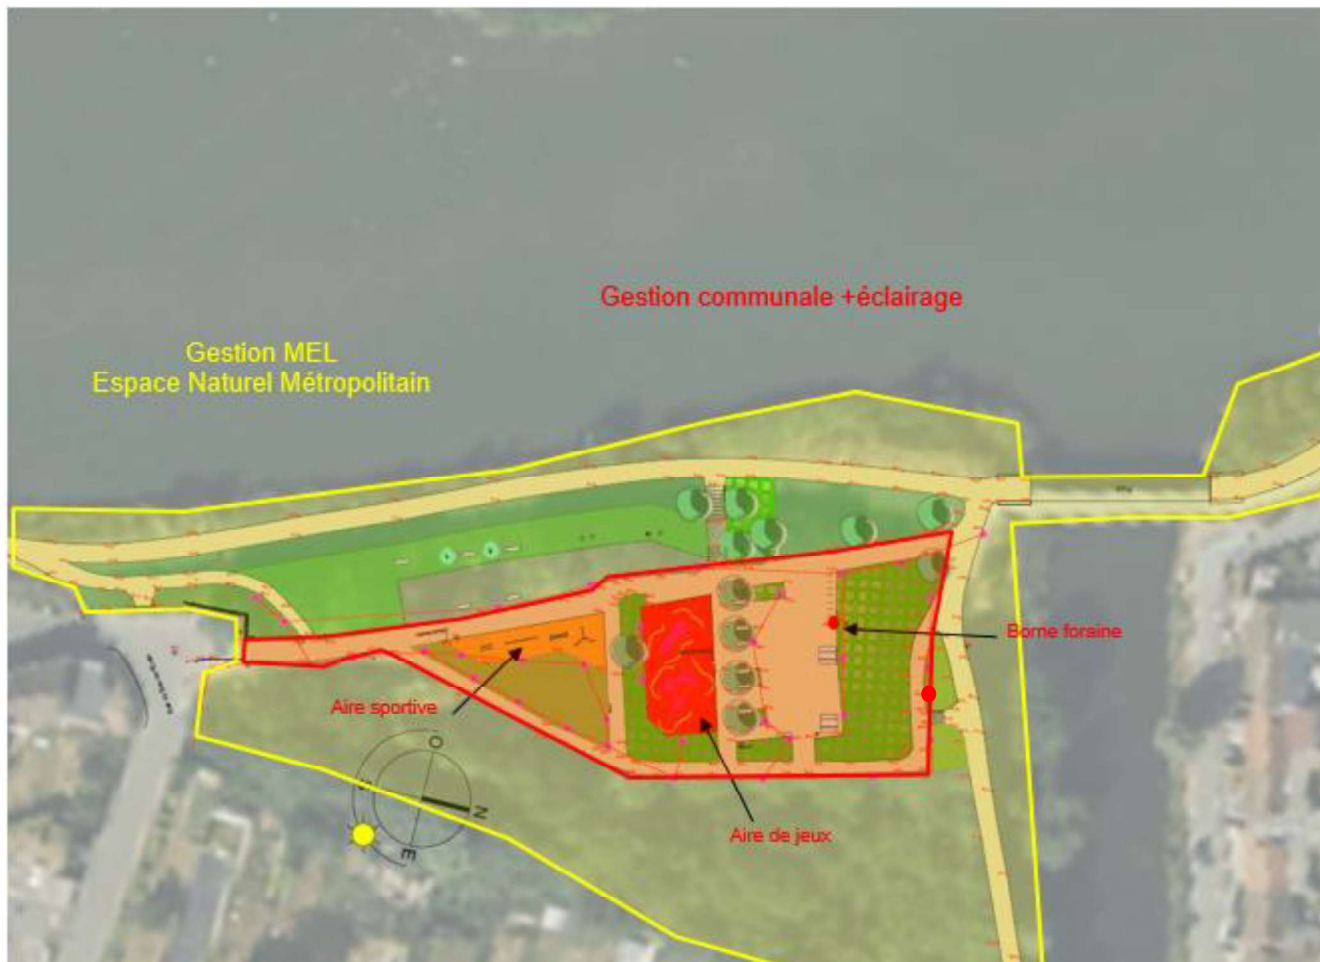 Gestion communale +éclairage
Gestion MEL
Espace Naturel Métropolitain
Borne foraine
Aire sportive
Aire de jeux
O
S
N
E